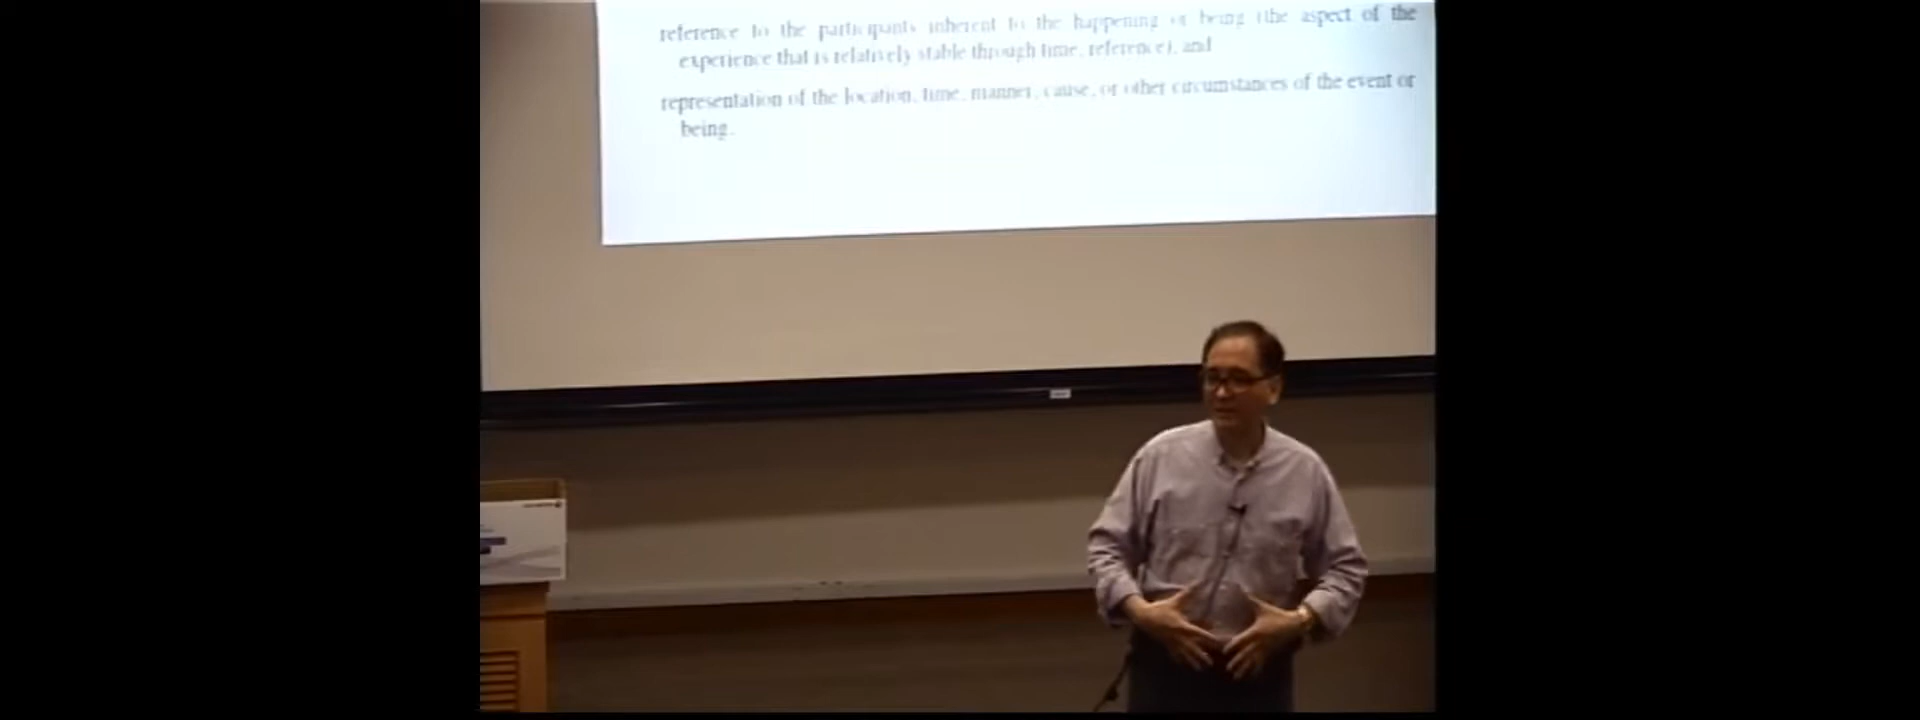 reference to the participants inherent to the happening or being (the aspect of the
experience that is relatively stable through time, reference), and
representation of the location, time, manner, cause, or other circumstances of the event or
being.